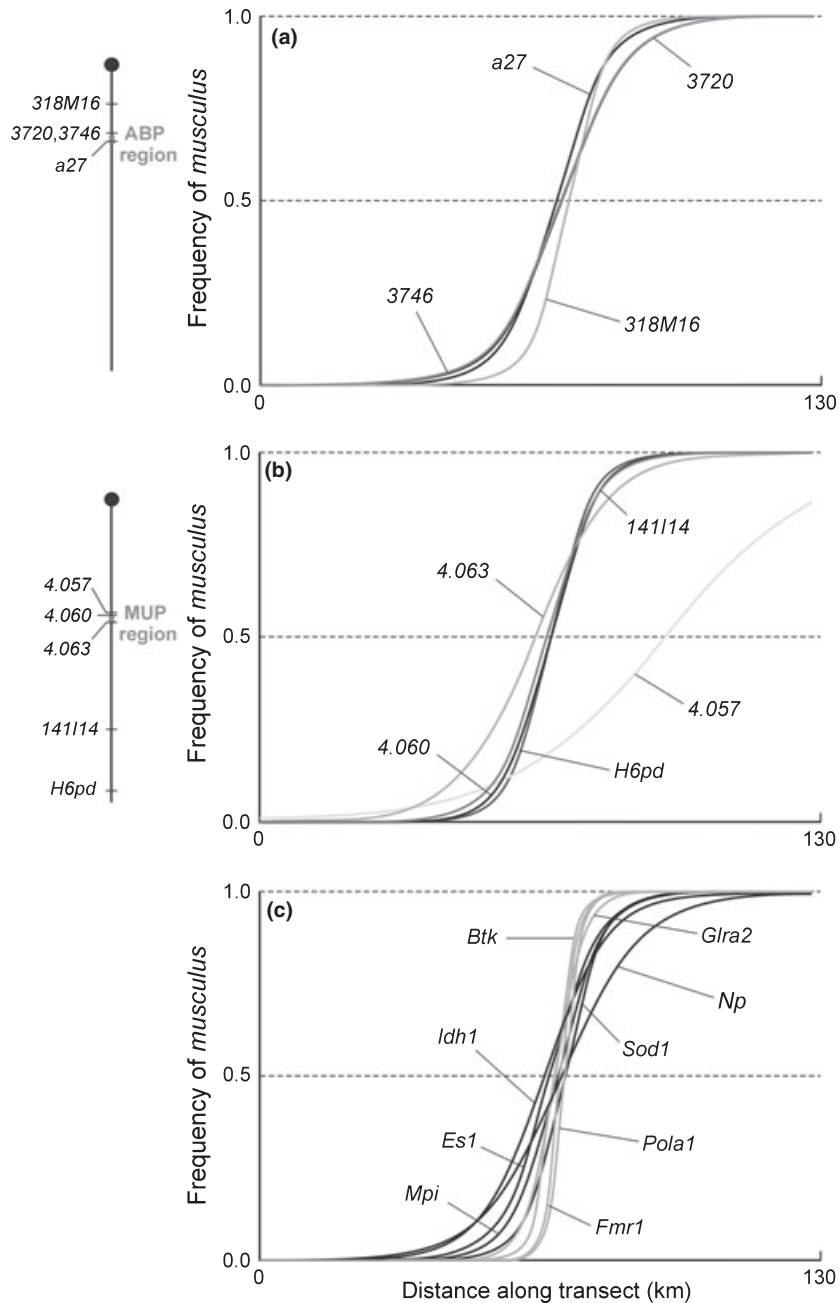 (a)
1.0
a27
3720
318M16
3720,3746
ABP
region
a27
Frequency of musculus
0.5
3746
318M16
0.0
0
130
(b)
1.0
141I14
4.063
4.057
4.060
4.063
MUP
region
Frequency of musculus
0.5
4.057
4.060
H6pd
141I14
H6pd
0.0
0
130
(c)
1.0
Btk
Glra2
Np
Idh1
Sod1
Frequency of musculus
0.5
Es1
Pola1
Mpi
Fmr1
0.0
0
130
Distance along transect (km)